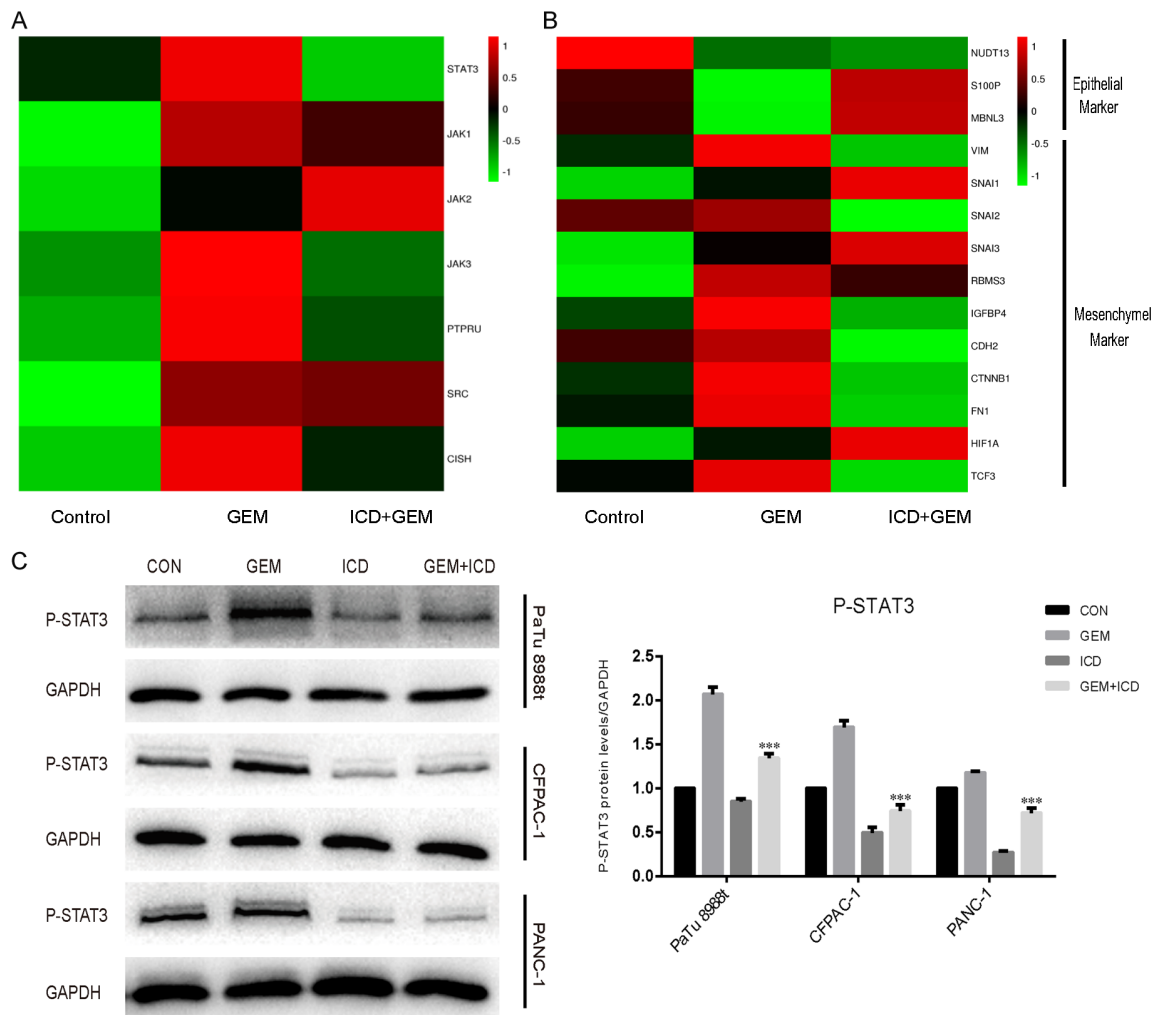 A
1
0.5
0
-0.5
-1
STAT3
JAK1
JAK2
JAK3
PTPRU
SRC
CISH
Control GEM ICD+GEM
B
1
0.5
0
-0.5
-1
NUDT13
S100P
MBNL3
VIM
SNAI1
SNAI2
SNAI3
RBMS3
IGFBP4
CDH2
CTNNB1
FN1
HIF1A
TCF3
Epithelial
Marker
Mesenchymel
Marker
Control GEM ICD+GEM
C
CON GEM ICD GEM+ICD
P-STAT3
GAPDH
PaTu 8988t
P-STAT3
GAPDH
CFPAC-1
P-STAT3
GAPDH
PANC-1
P-STAT3
CON
GEM
ICD
GEM+ICD
P-STAT3 protein levels/GAPDH
2.5
2.0
1.5
1.0
0.5
0.0
***
***
***
PaTu 8988t
CFPAC-1
PANC-1